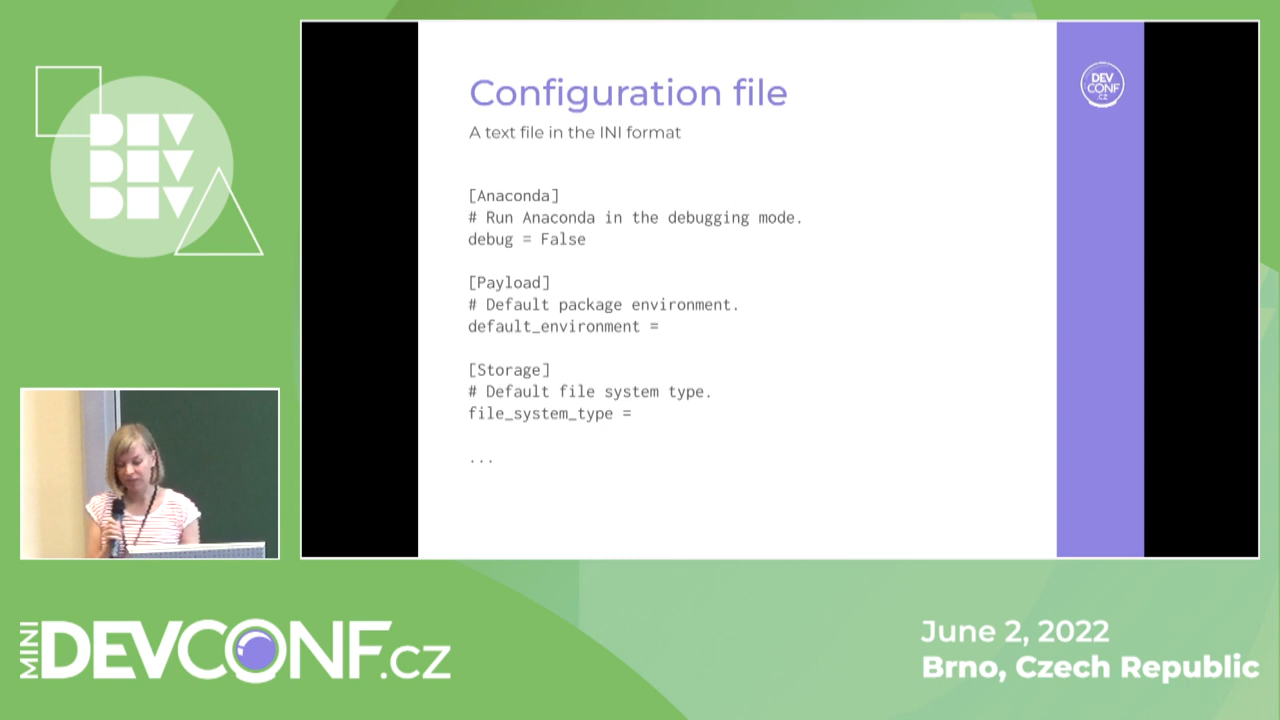 DEV
DEV
DEV
Configuration file
A text file in the INI format
[Anaconda]
# Run Anaconda in the debugging mode.
debug = False
[Payload]
# Default package environment.
default_environment =
[Storage]
# Default file system type.
file_system_type =
...
DEV
CONF
.CZ
MINI
DEVCONF.CZ
June 2, 2022
Brno, Czech Republic